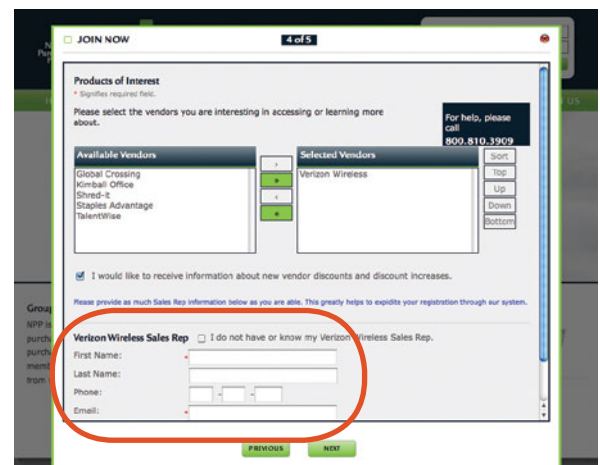 JOIN NOW
4 of 5
Products of Interest
* Signifies required field.
Please select the vendors you are interesting in accessing or learning more
about.
For help, please
call
800.810.3909
Available Vendors
Selected Vendors
Global Crossing
Kimball Office
Shred-it
Staples Advantage
TalentWise
›
»
‹
«
Verizon Wireless
Sort
Top
Up
Down
Bottom
I would like to receive information about new vendor discounts and discount increases.
Please provide as much Sales Rep information below as you are able. This greatly helps to expidite your registration through our system.
Verizon Wireless Sales Rep
I do not have or know my Verizon Wireless Sales Rep.
First Name:
*
Last Name:
Phone:
- -
Email:
*
PREVIOUS
NEXT
US
Group
NPP is
purch
purch
memb
from